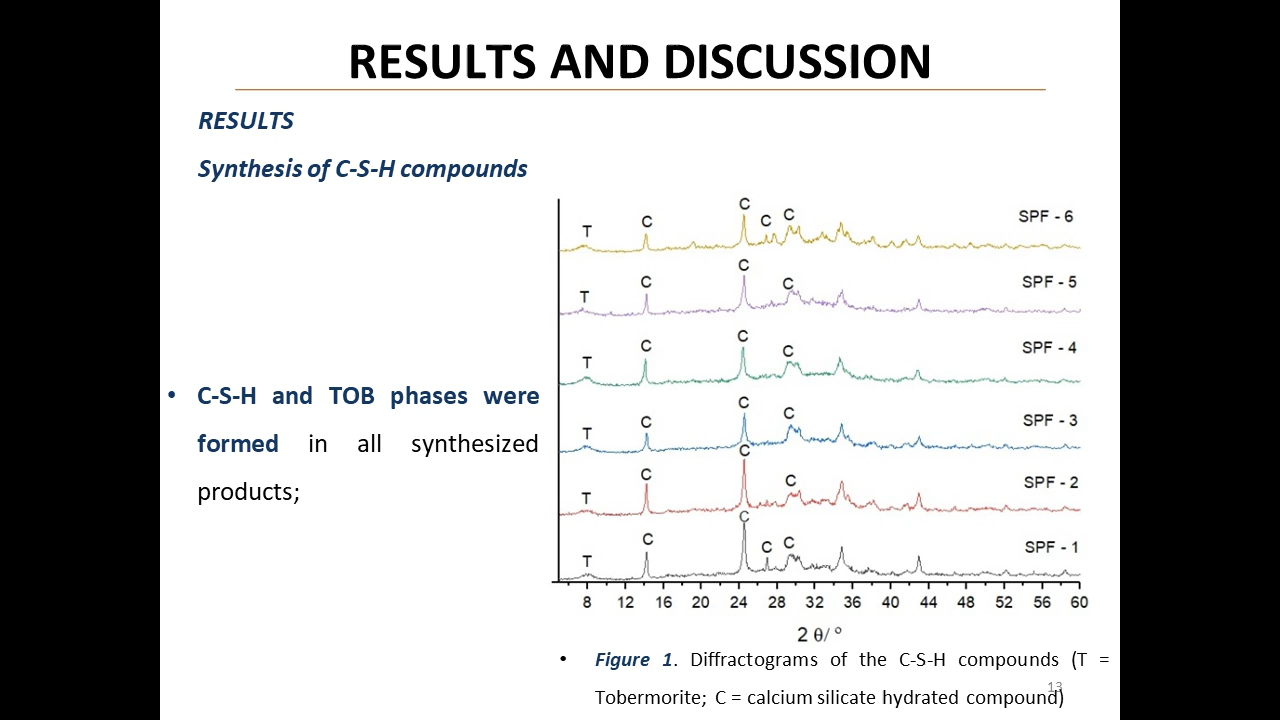 RESULTS AND DISCUSSION
RESULTS
Synthesis of C-S-H compounds
• C-S-H and TOB phases were
formed in all synthesized
products;
C
T C C C SPF - 6
C
T C C SPF - 5
C
T C C SPF - 4
C
T C C SPF - 3
C
T C C SPF - 2
C
T C C C SPF - 1
8 12 16 20 24 28 32 36 40 44 48 52 56 60
2 θ/ °
• Figure 1. Diffractograms of the C-S-H compounds (T =
Tobermorite; C = calcium silicate hydrated compound)
13